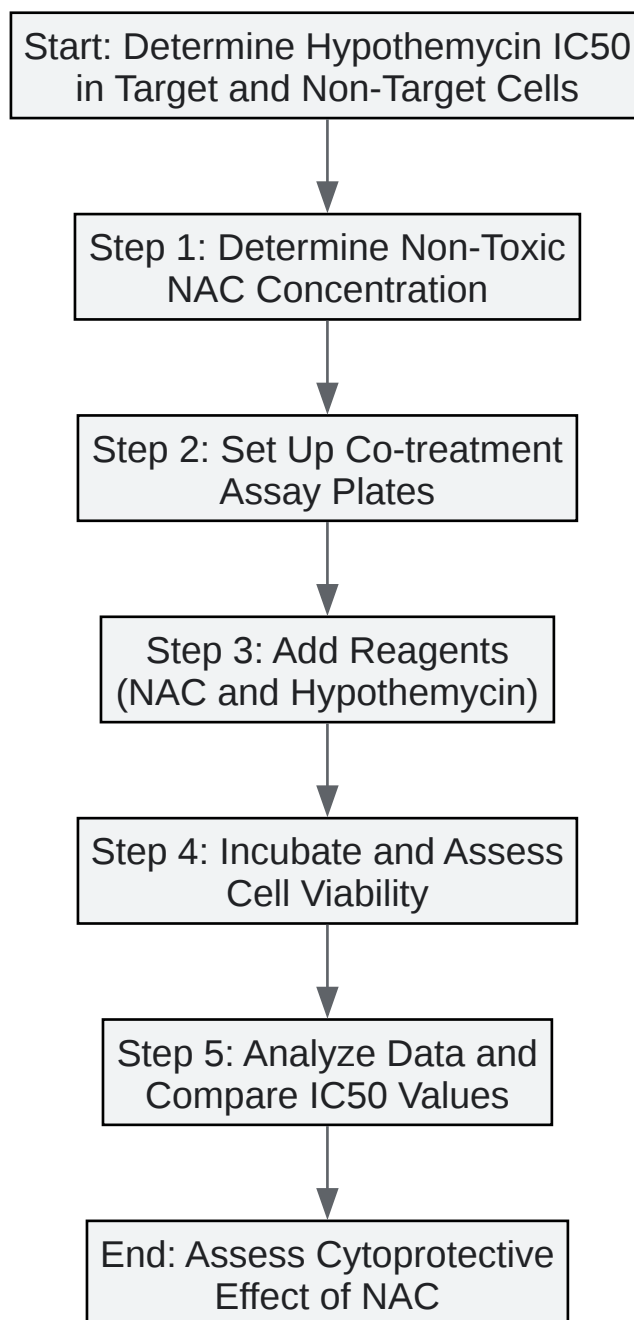 Start: Determine Hypothemycin IC50
in Target and Non-Target Cells
Step 1: Determine Non-Toxic
NAC Concentration
Step 2: Set Up Co-treatment
Assay Plates
Step 3: Add Reagents
(NAC and Hypothemycin)
Step 4: Incubate and Assess
Cell Viability
Step 5: Analyze Data and
Compare IC50 Values
End: Assess Cytoprotective
Effect of NAC